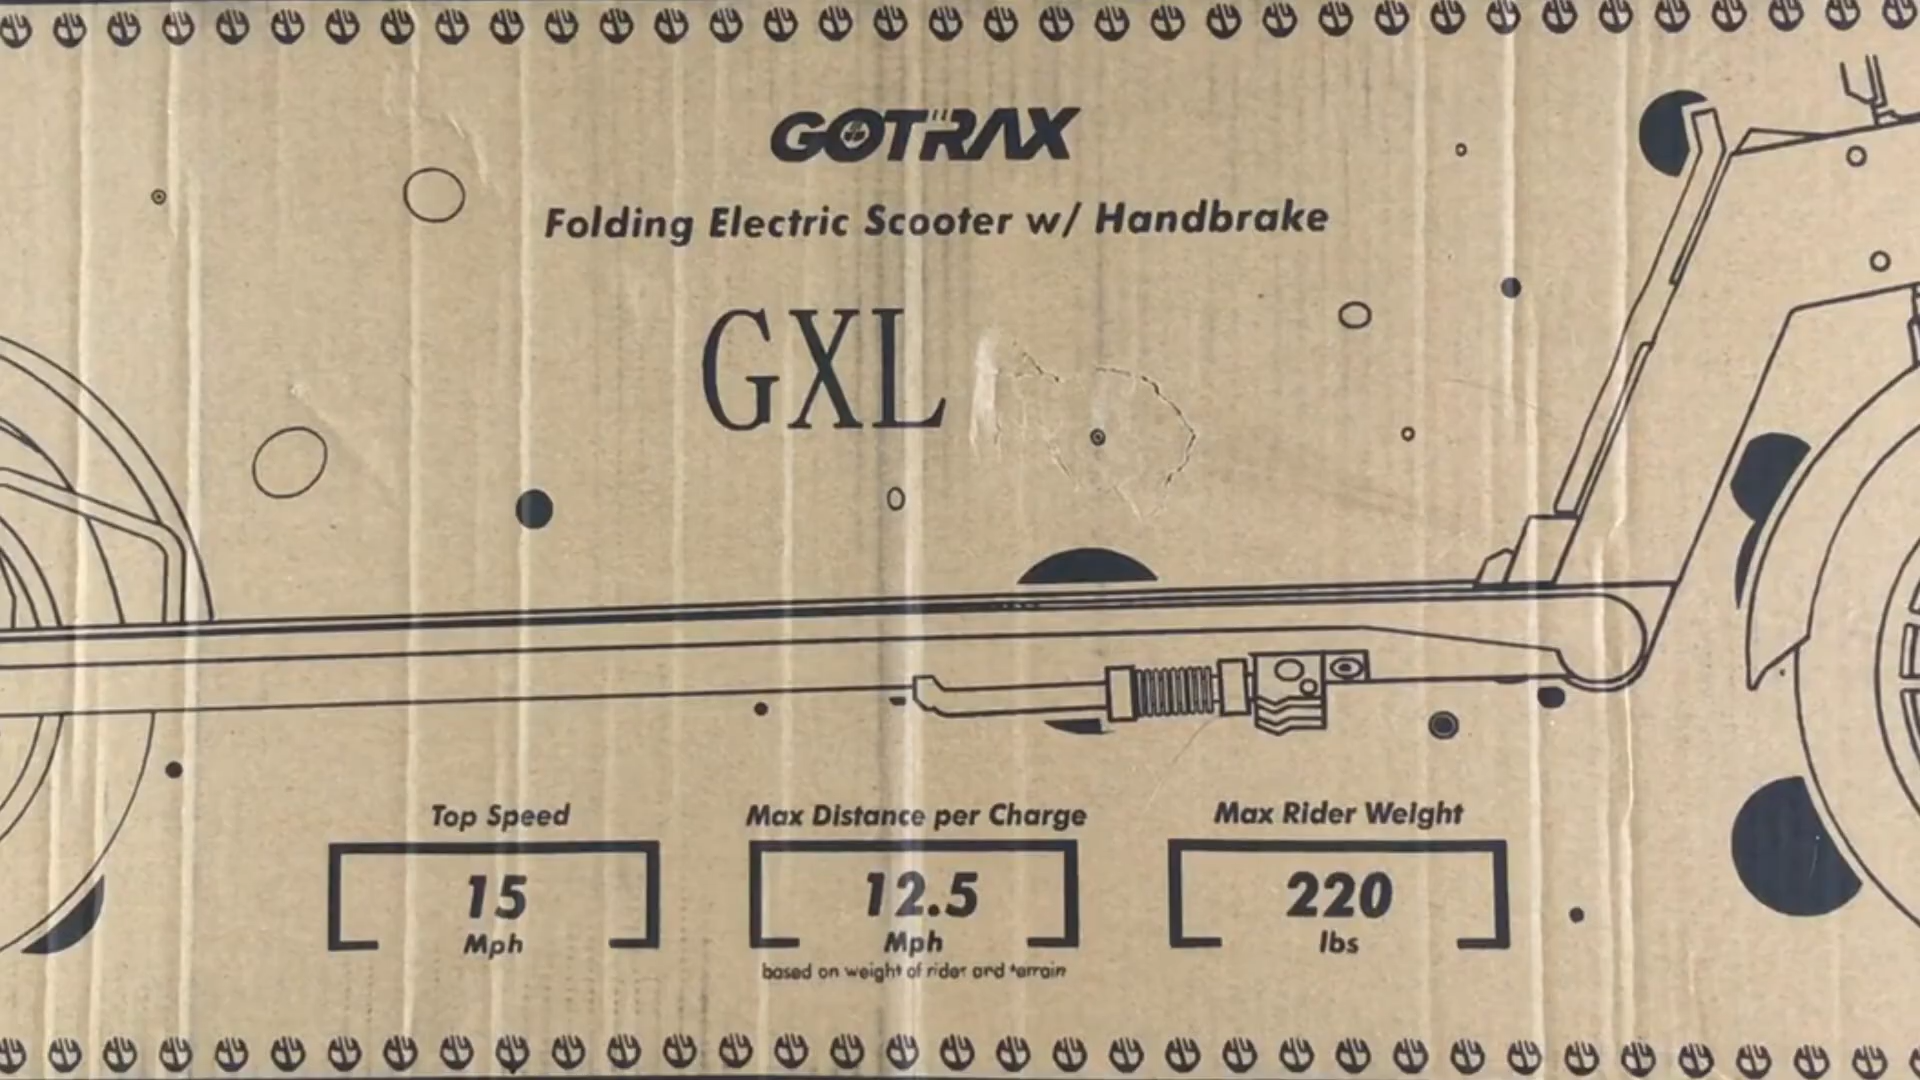 GOTRAX
Folding Electric Scooter w/ Handbrake
GXL
Top Speed
15
Mph
Max Distance per Charge
12.5
Mph
based on weight of rider and terrain
Max Rider Weight
220
lbs